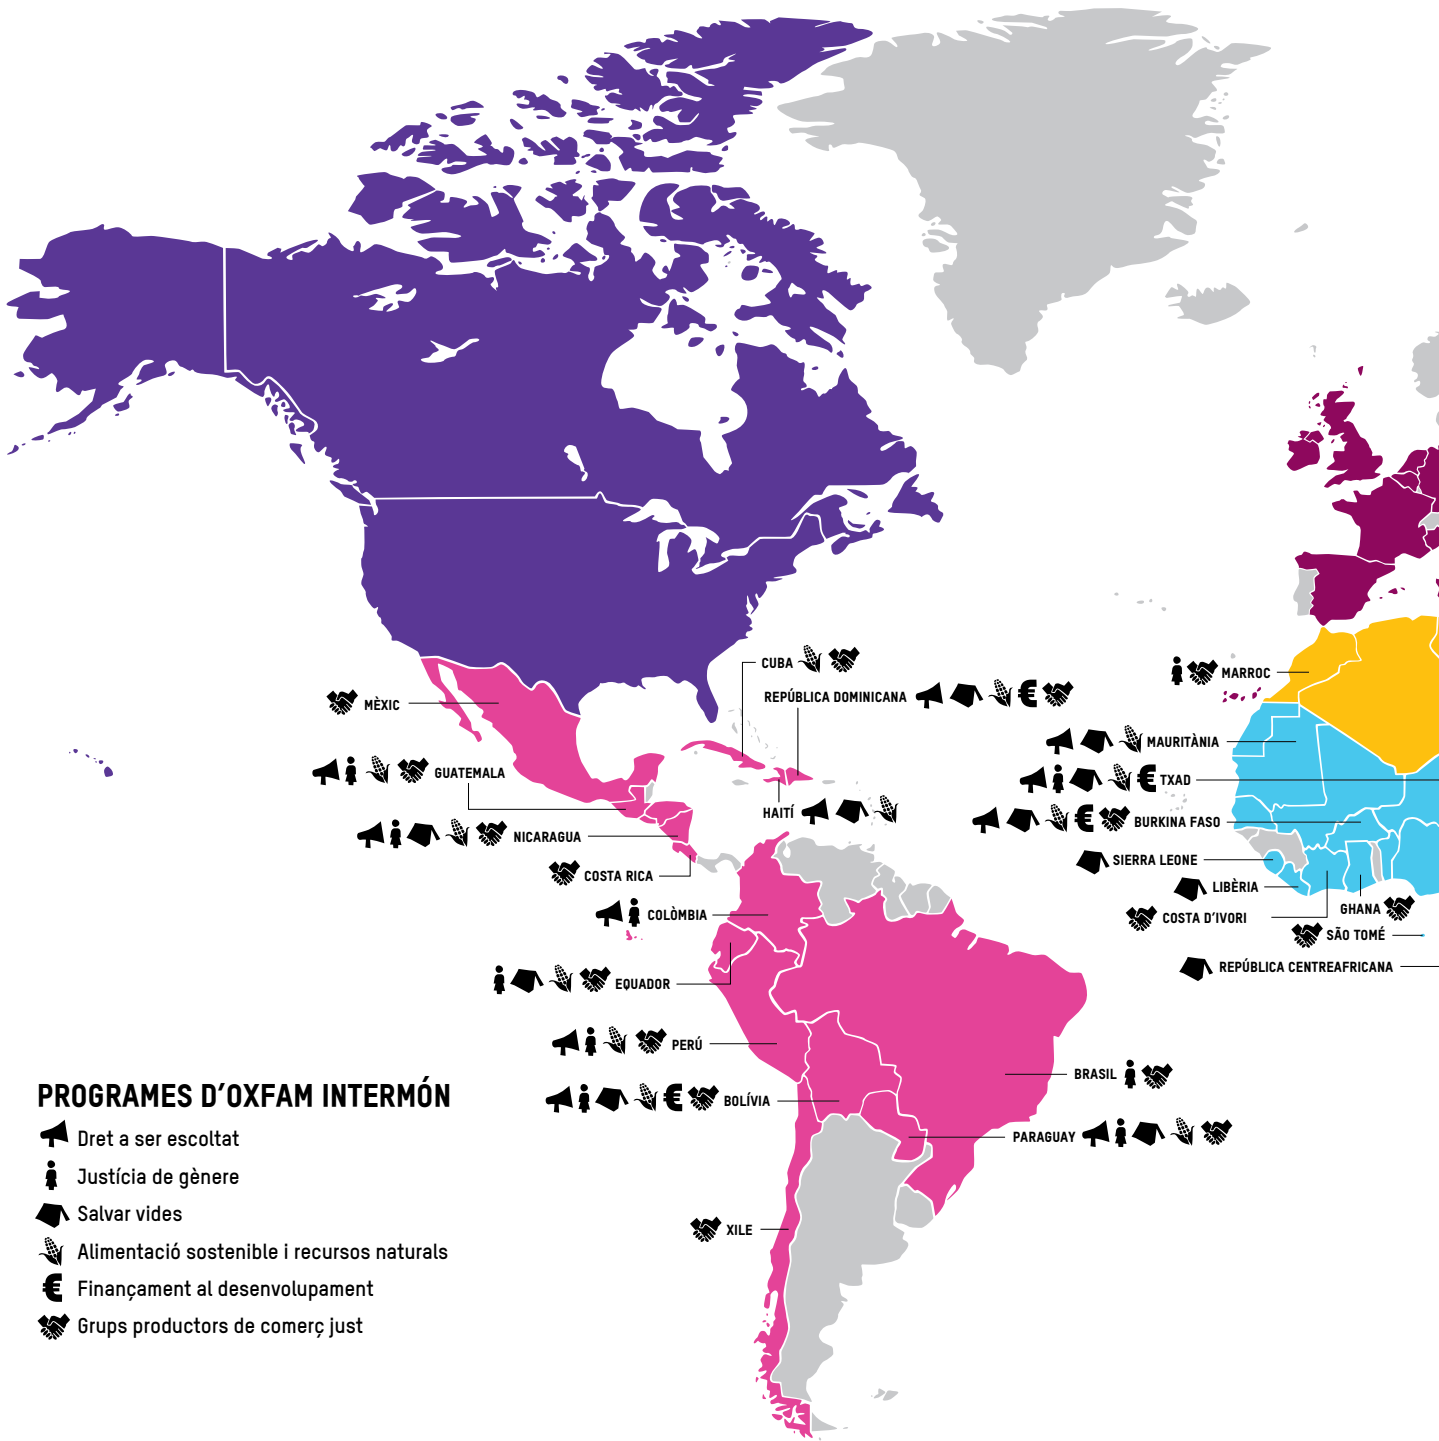 CUBA
REPÚBLICA DOMINICANA
MÈXIC
GUATEMALA
HAITÍ
NICARAGUA
COSTA RICA
COLÒMBIA
EQUADOR
PERÚ
BOLÍVIA
BRASIL
PARAGUAY
XILE
MARROC
MAURITÀNIA
TXAD
BURKINA FASO
SIERRA LEONE
LIBÈRIA
GHANA
COSTA D'IVORI
SÃO TOMÉ
REPÚBLICA CENTREAFRICANA
PROGRAMES D'OXFAM INTERMÓN
Dret a ser escoltat
Justícia de gènere
Salvar vides
Alimentació sostenible i recursos naturals
€ Finançament al desenvolupament
Grups productors de comerç just